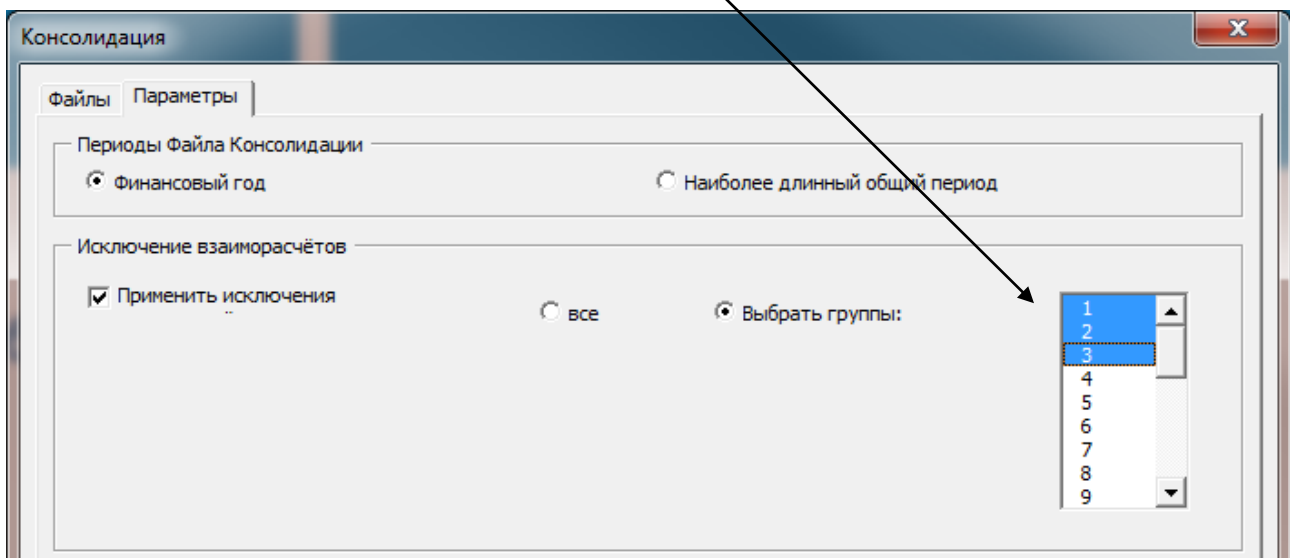 Консолидация
Файлы Параметры
Периоды Файла Консолидации
Финансовый год Наиболее длинный общий период
Исключение взаиморасчётов
Применить исключения все Выбрать группы:
1
2
3
4
5
6
7
8
9